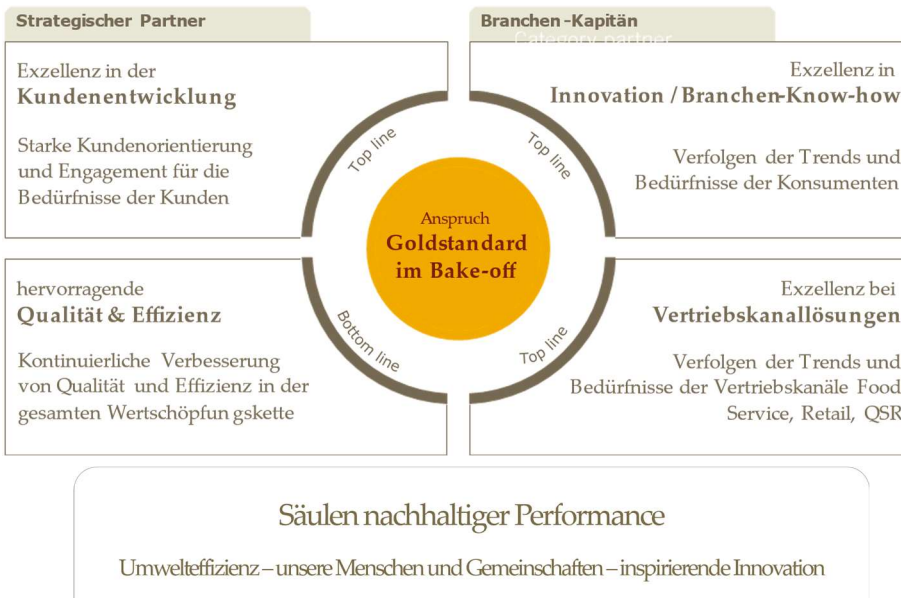 Strategischer Partner
Branchen-Kapitän
Category partner
Exzellenz in der
Kundenentwicklung
Starke Kundenorientierung
und Engagement für die
Bedürfnisse der Kunden
Exzellenz in
Innovation / Branchen-Know-how
Verfolgen der Trends und
Bedürfnisse der Konsumenten
Top line
Top line
Anspruch
Goldstandard
im Bake-off
hervorragende
Qualität & Effizienz
Kontinuierliche Verbesserung
von Qualität und Effizienz in der
gesamten Wertschöpfun gskette
Bottom line
Top line
Exzellenz bei
Vertriebskanallösungen
Verfolgen der Trends und
Bedürfnisse der Vertriebskanäle Food
Service, Retail, QSR
Säulen nachhaltiger Performance
Umwelteffizienz – unsere Menschen und Gemeinschaften – inspirierende Innovation